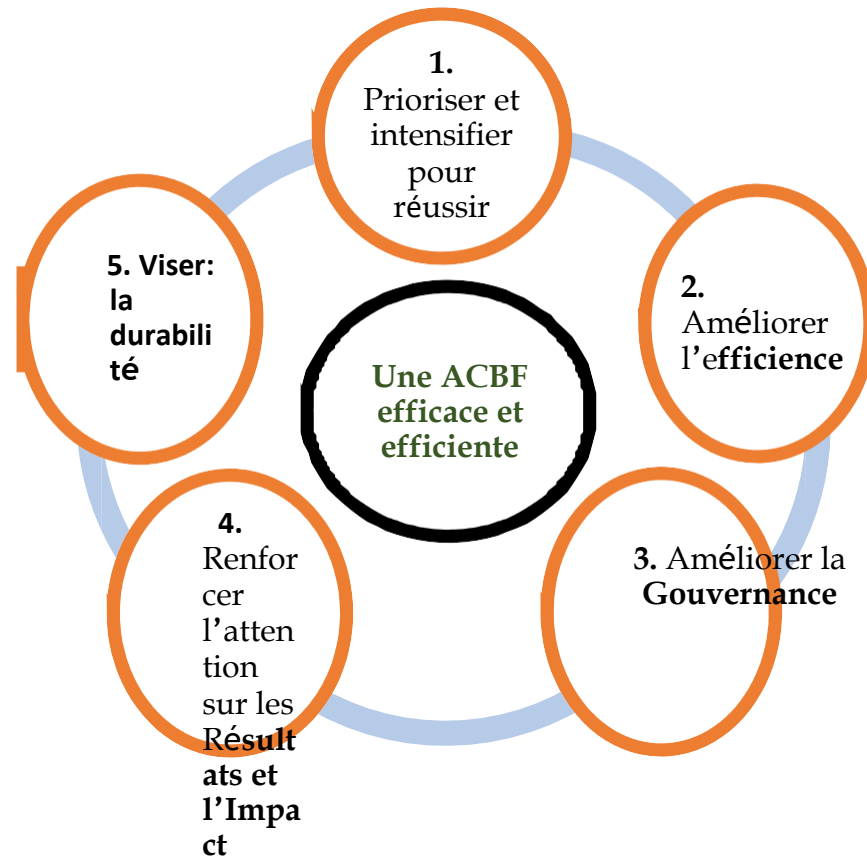 1.
Prioriser et
intensifier
pour
réussir
2.
Améliorer
l’efficience
3. Améliorer la
Gouvernance
4.
Renfor
cer
l’atten
tion
sur les
Résult
ats et
l’Impa
ct
5. Viser:
la
durabili
té
Une ACBF
efficace et
efficiente